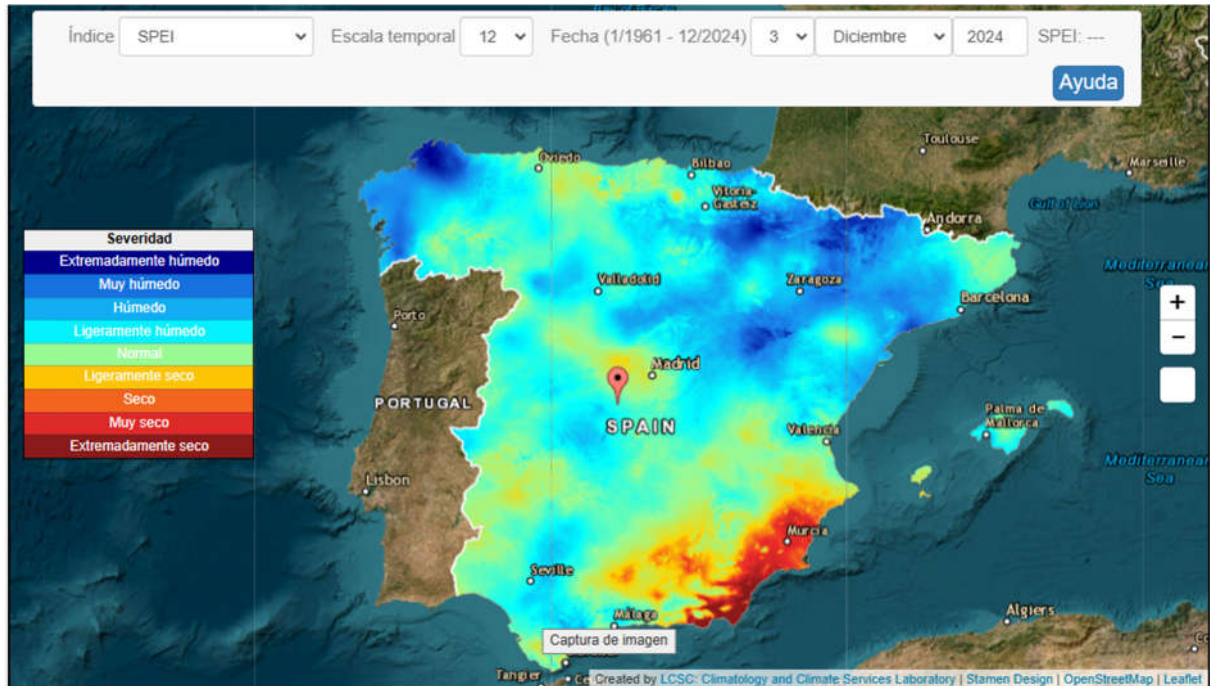 Índice SPEI Escala temporal 12 Fecha (1/1961 - 12/2024) 3 Diciembre 2024 SPEI: ---
Ayuda
Toulouse
Marseille
Oviedo
Bilbao
Vitoria-
Gasteiz
Andorra
Gulf of Lion
Severidad
Extremadamente húmedo
Muy húmedo
Húmedo
Ligeramente húmedo
Normal
Ligeramente seco
Seco
Muy seco
Extremadamente seco
Valladolid
Zaragoza
Barcelona
Mediterranean
Sea
+
−
Porto
Madrid
PORTUGAL
SPAIN
Valencia
Palma de
Mallorca
Mediterranean
Sea
Lisbon
Murcia
Seville
Málaga
Algiers
Captura de imagen
Tangier
Created by LCSC: Climatology and Climate Services Laboratory | Stamen Design | OpenStreetMap | Leaflet